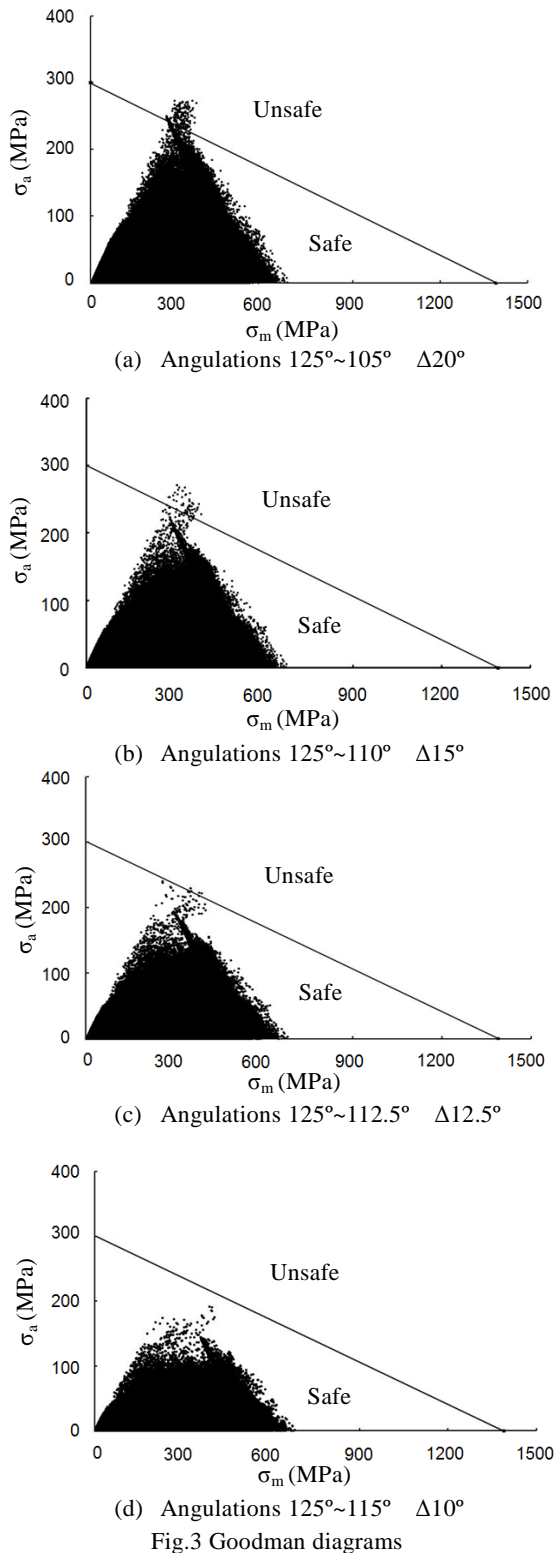 400
300
200
100
0
σa (MPa)
Unsafe
Safe
0 300 600 900 1200 1500
σm (MPa)
(a) Angulations 125º~105º Δ20º
400
300
200
100
0
σa (MPa)
Unsafe
Safe
0 300 600 900 1200 1500
σm (MPa)
(b) Angulations 125º~110º Δ15º
400
300
200
100
0
σa (MPa)
Unsafe
Safe
0 300 600 900 1200 1500
σm (MPa)
(c) Angulations 125º~112.5º Δ12.5º
400
300
200
100
0
σa (MPa)
Unsafe
Safe
0 300 600 900 1200 1500
σm (MPa)
(d) Angulations 125º~115º Δ10º
Fig.3 Goodman diagrams